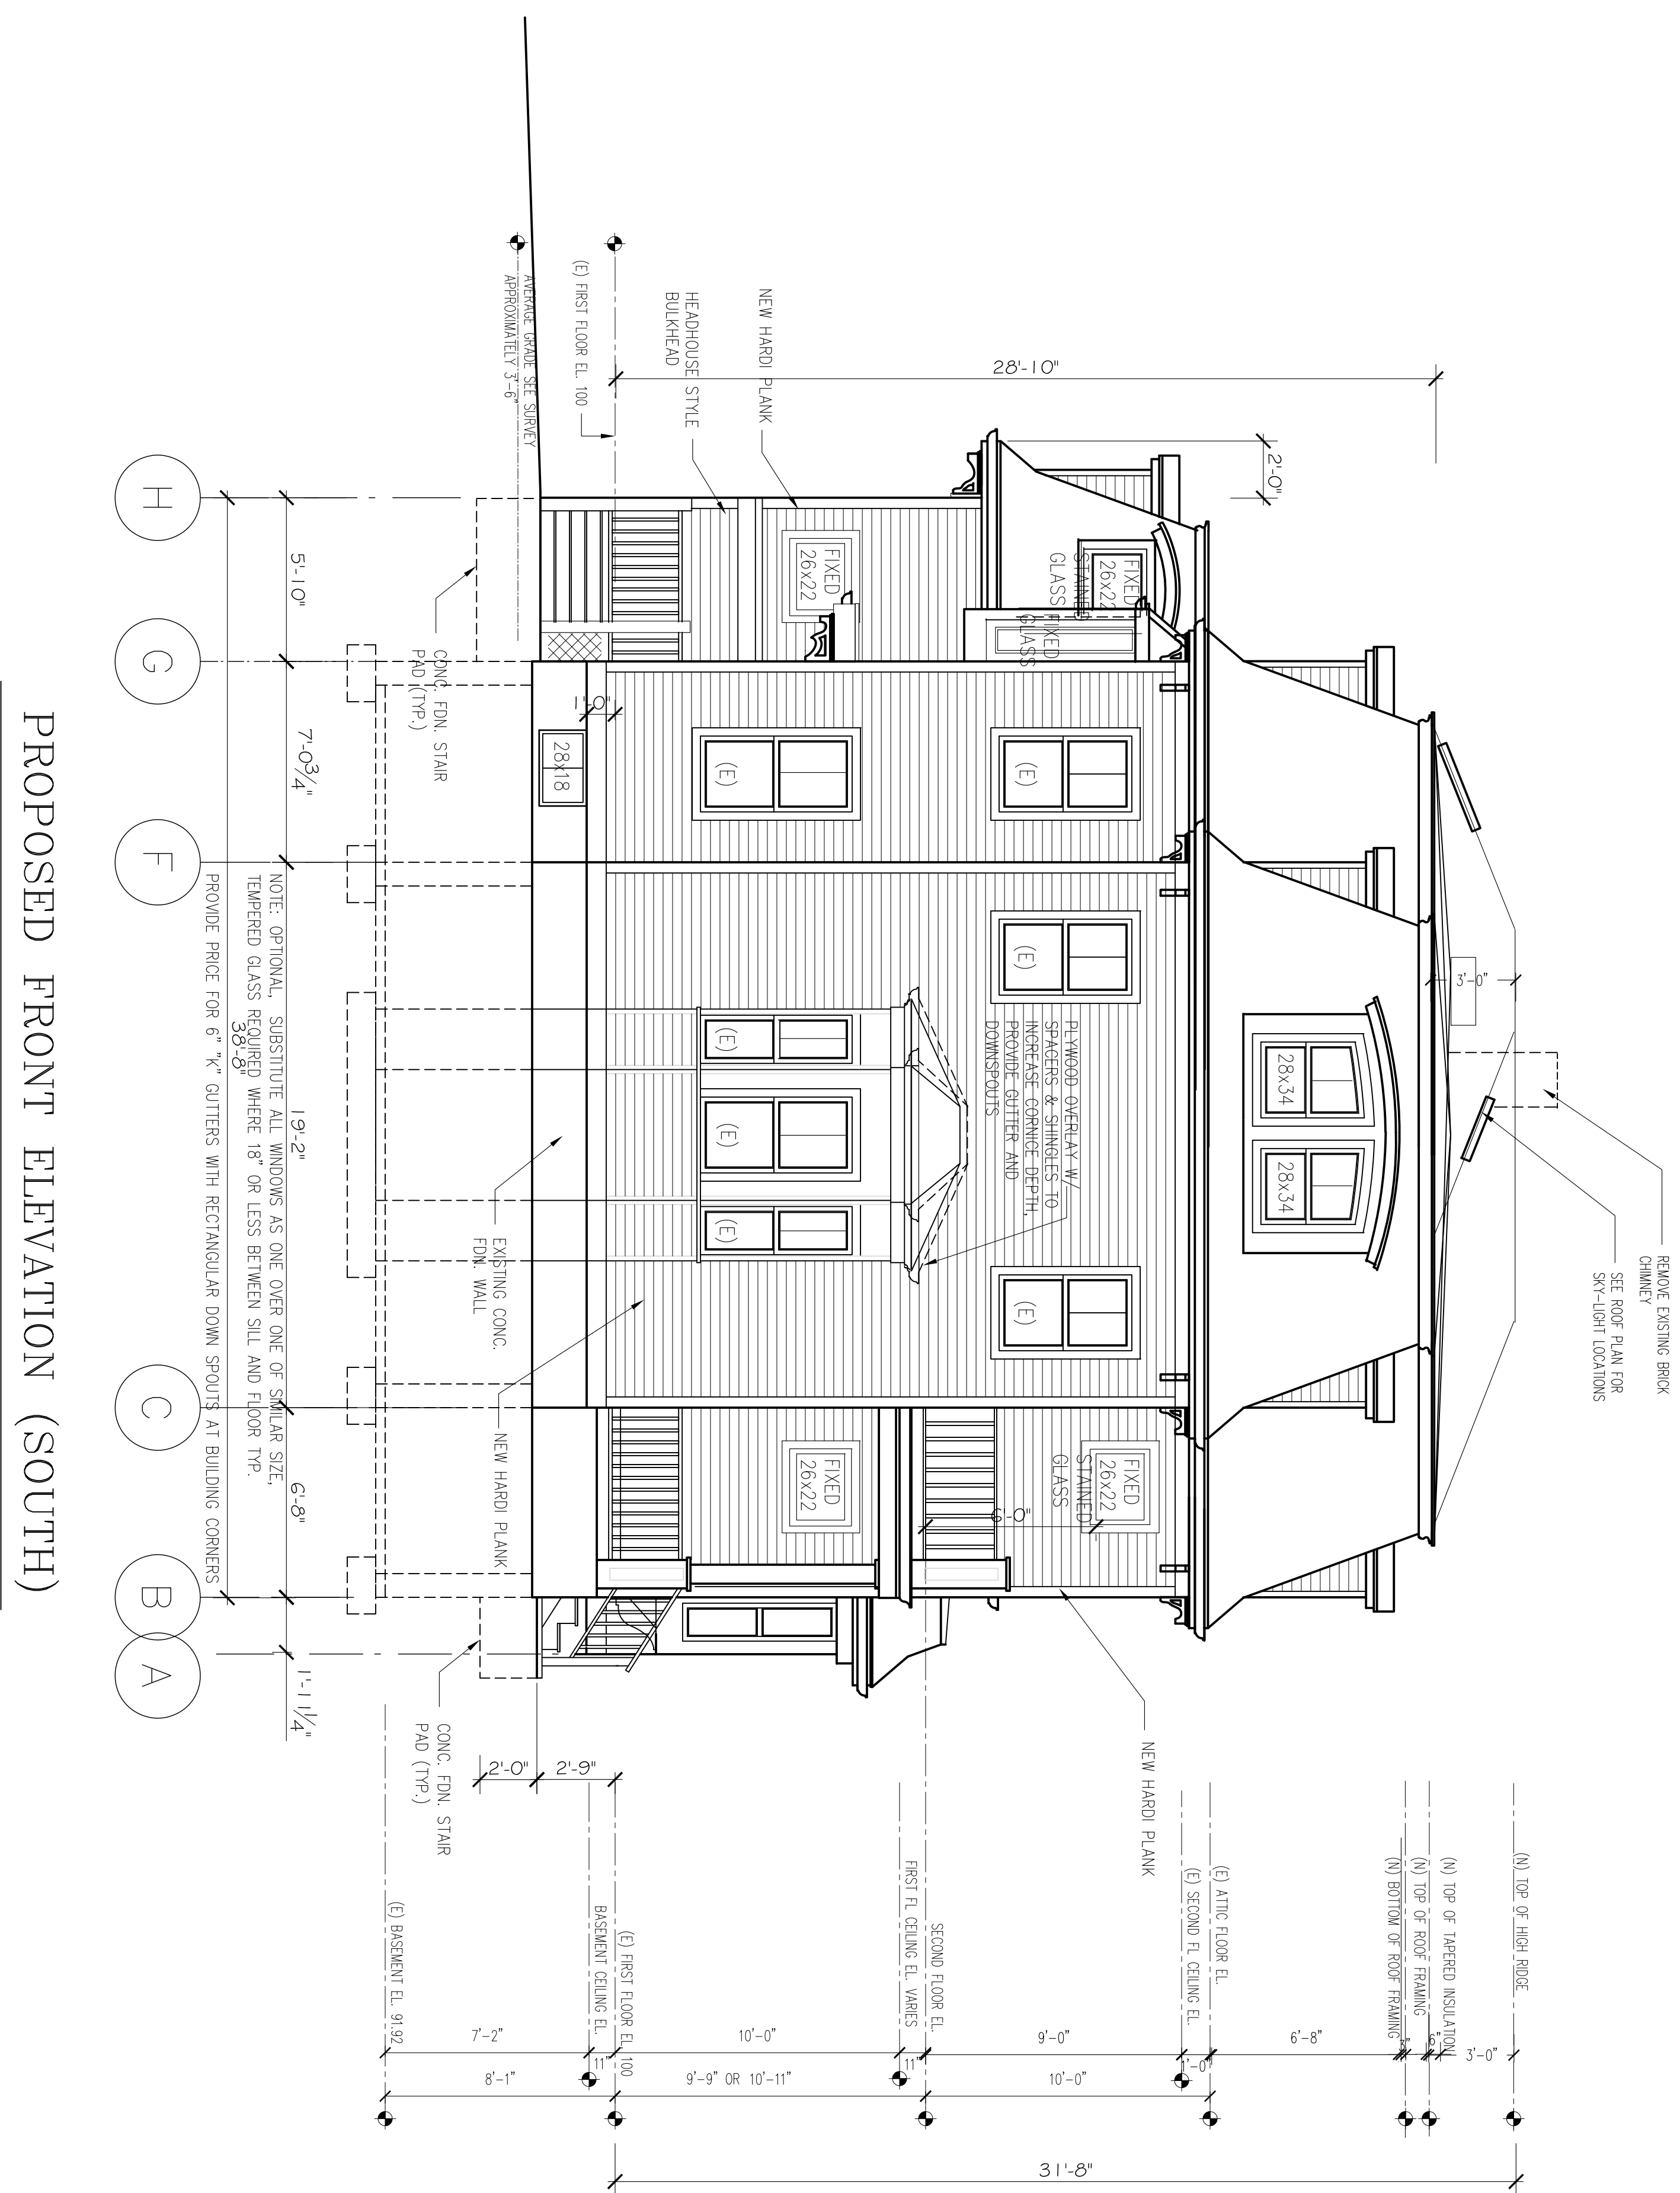 REMOVE EXISTING BRICK
CHIMNEY
SEE ROOF PLAN FOR
SKY-LIGHT LOCATIONS
3'-0"
28'-10"
2'-0"
28x34
28x34
FIXED
26x22
STAINED
GLASS
FIXED
GLASS
(E)
(E)
(E)
FIXED
26x22
STAINED
GLASS
6'-0"
PLYWOOD OVERLAY W/
SPACERS & SHINGLES TO
INCREASE CORNICE DEPTH,
PROVIDE GUTTER AND
DOWNSPOUTS
NEW HARDI PLANK
NEW HARDI PLANK
HEADHOUSE STYLE
BULKHEAD
FIXED
26x22
(E)
(E)
(E)
(E)
FIXED
26x22
(E) FIRST FLOOR EL. 100
AVERAGE GRADE SEE SURVEY
APPROXIMATELY 3'-6"
1'-0"
28x18
CONC. FDN. STAIR
PAD (TYP.)
EXISTING CONC.
FDN. WALL
NEW HARDI PLANK
CONC. FDN. STAIR
PAD (TYP.)
2'-0"
2'-9"
(N) TOP OF HIGH RIDGE
(N) TOP OF TAPERED INSULATION
(N) TOP OF ROOF FRAMING
(N) BOTTOM OF ROOF FRAMING
(E) ATTIC FLOOR EL.
(E) SECOND FL CEILING EL.
SECOND FLOOR EL.
FIRST FL CEILING EL. VARIES
(E) FIRST FLOOR EL. 100
BASEMENT CEILING EL.
(E) BASEMENT EL. 91.92
3'-0"
6"
6'-8"
1'-0"
9'-0"
11"
10'-0"
11"
7'-2"
10'-0"
9'-9" OR 10'-11"
8'-1"
31'-8"
5'-10"
7'-0 3/4"
19'-2"
6'-8"
1'-1 1/4"
NOTE: OPTIONAL, SUBSTITUTE ALL WINDOWS AS ONE OVER ONE OF SIMILAR SIZE,
TEMPERED GLASS REQUIRED WHERE 18" OR LESS BETWEEN SILL AND FLOOR TYP.
38'-8"
PROVIDE PRICE FOR 6" "K" GUTTERS WITH RECTANGULAR DOWN SPOUTS AT BUILDING CORNERS
H
G
F
C
B
A
PROPOSED FRONT ELEVATION (SOUTH)